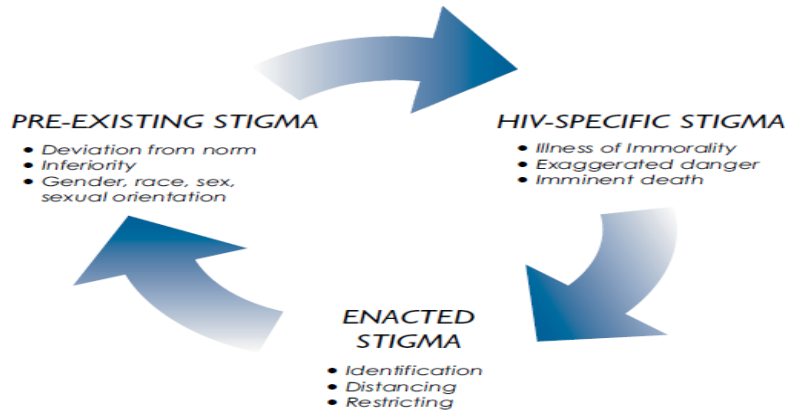 PRE-EXISTING STIGMA
• Deviation from norm
• Inferiority
• Gender, race, sex,
sexual orientation
HIV-SPECIFIC STIGMA
• Illness of Immorality
• Exaggerated danger
• Imminent death
ENACTED
STIGMA
• Identification
• Distancing
• Restricting